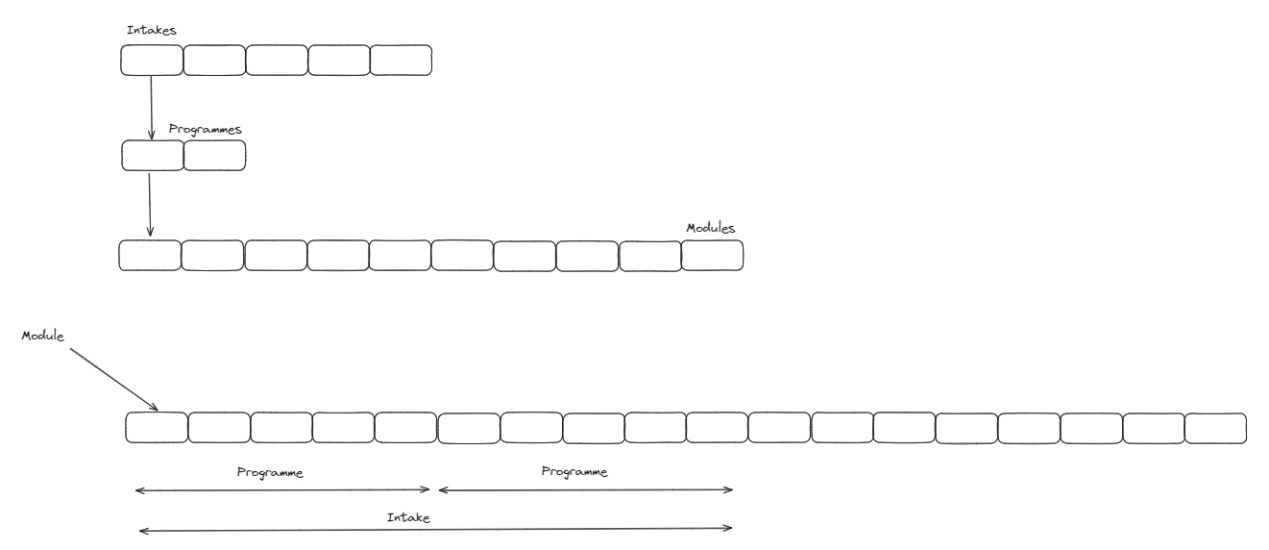 Intakes
Programmes
Modules
Module
Programme
Programme
Intake